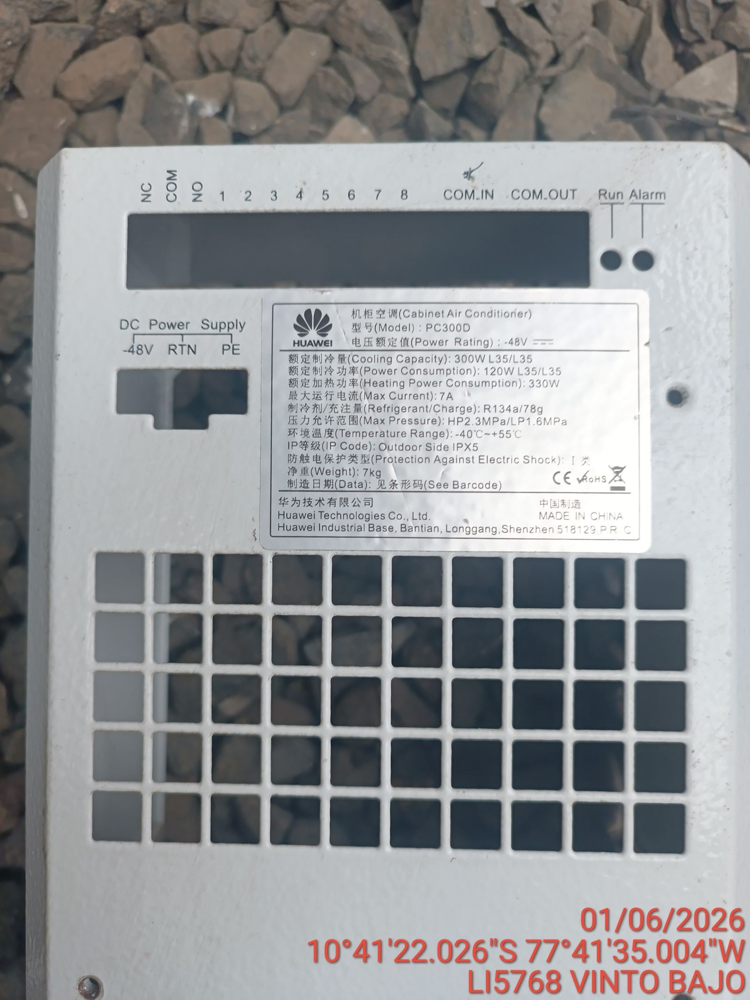 NC COM NO 1 2 3 4 5 6 7 8 COM_IN COM_OUT Run Alarm
DC Power Supply
-48V RTN PE
HUAWEI
机柜空调(Cabinet Air Conditioner)
型号(Model) : PC300D
电压额定值(Power Rating) : -48V ⎓
额定制冷量(Cooling Capacity): 300W L35/L35
额定制冷功率(Power Consumption): 120W L35/L35
额定加热功率(Heating Power Consumption): 330W
最大运行电流(Max Current): 7A
制冷剂/充注量(Refrigerant/Charge): R134a/78g
压力允许范围(Max Pressure): HP2.3MPa/LP1.6MPa
环境温度(Temperature Range): -40℃~+55℃
IP等级(IP Code): Outdoor Side IPX5
防触电保护类型(Protection Against Electric Shock): I 类
净重(Weight): 7kg
制造日期(Data): 见条形码(See Barcode)
CE RoHS
华为技术有限公司 中国制造
Huawei Technologies Co., Ltd. MADE IN CHINA
Huawei Industrial Base, Bantian, Longgang, Shenzhen 518129, P.R. C
01/06/2026
10°41'22.026"S 77°41'35.004"W
LI5768 VINTO BAJO